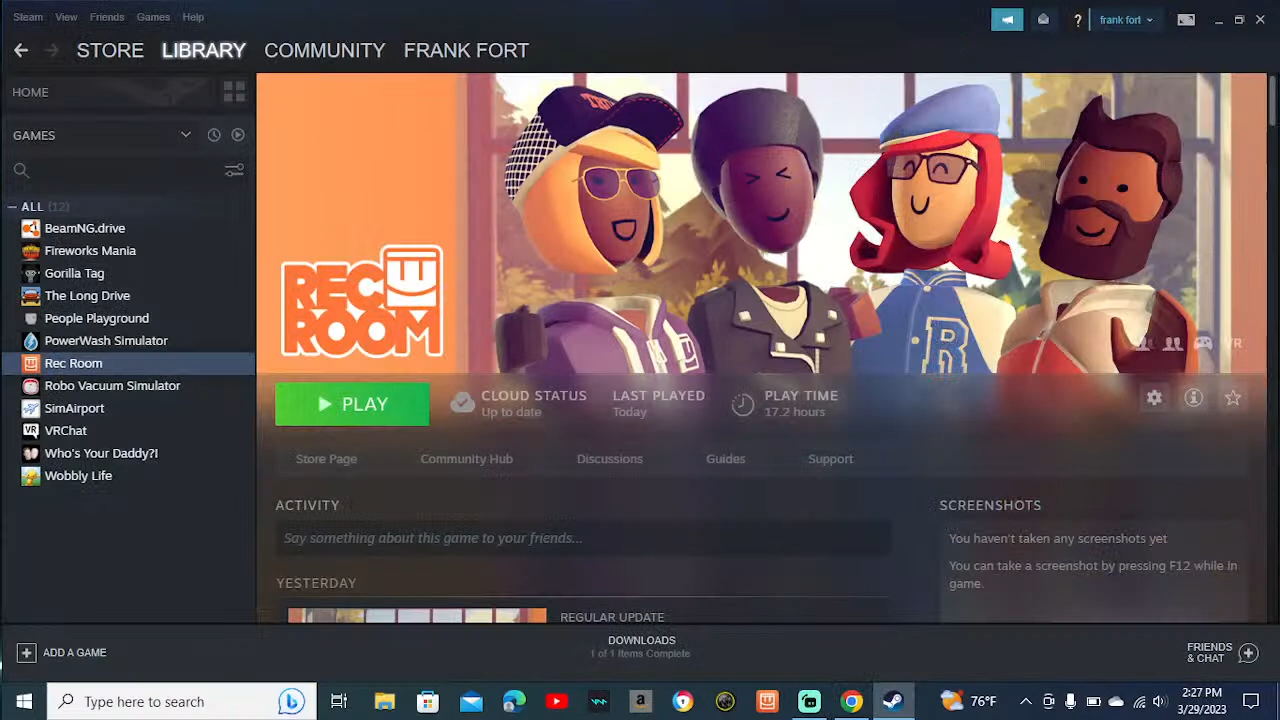 Steam View Friends Games Help
frank fort
STORE LIBRARY COMMUNITY FRANK FORT
HOME
GAMES
ALL (12)
BeamNG.drive
Fireworks Mania
Gorilla Tag
The Long Drive
People Playground
PowerWash Simulator
Rec Room
Robo Vacuum Simulator
SimAirport
VRChat
Who's Your Daddy?!
Wobbly Life
REC
ROOM
R
VR
PLAY
CLOUD STATUS
Up to date
LAST PLAYED
Today
PLAY TIME
17.2 hours
Store Page Community Hub Discussions Guides Support
ACTIVITY
Say something about this game to your friends...
YESTERDAY
REGULAR UPDATE
SCREENSHOTS
You haven't taken any screenshots yet
You can take a screenshot by pressing F12 while in
game.
ADD A GAME
DOWNLOADS
1 of 1 Items Complete
FRIENDS
& CHAT
Type here to search
76°F
2:27 PM
3/29/2023